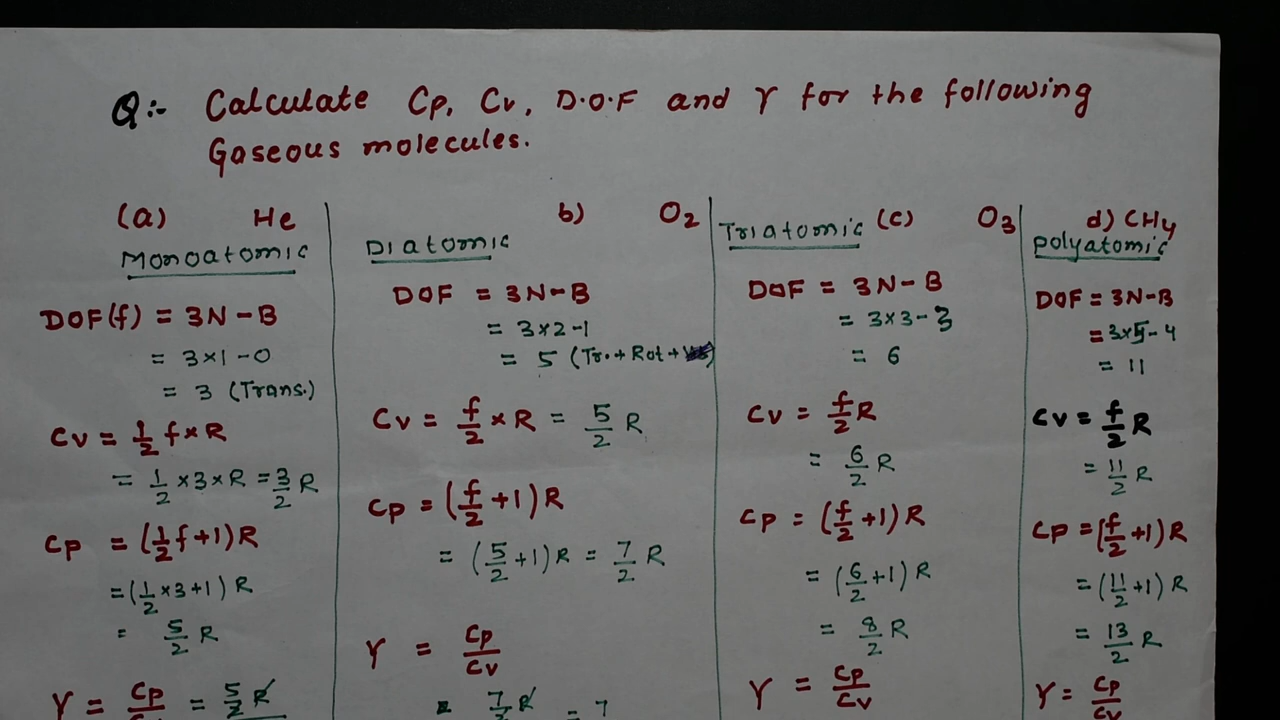 Q:- Calculate Cp, Cv, D.O.F and γ for the following
Gaseous molecules.
(a) He
Monoatomic
DOF(f) = 3N-B
= 3×1-0
= 3 (Trans.)
Cv = 1/2 f×R
= 1/2 ×3×R = 3/2 R
Cp = (1/2 f+1)R
= (1/2 ×3+1) R
= 5/2 R
γ = Cp/Cv = 5/2 R
b) O2
Diatomic
DOF = 3N-B
= 3×2-1
= 5 (Tr.+Rot+
Cv = f/2 ×R = 5/2 R
Cp = (f/2 +1)R
= (5/2 +1)R = 7/2 R
γ = Cp/Cv
= 7/2 R = 7
(c) O3
Triatomic
DOF = 3N-B
= 3×3-3
= 6
Cv = f/2 R
= 6/2 R
Cp = (f/2 +1)R
= (6/2 +1)R
= 8/2 R
γ = Cp/Cv
d) CH4
Polyatomic
DOF = 3N-B
= 3×5-4
= 11
Cv = f/2 R
= 11/2 R
Cp = (f/2 +1)R
= (11/2 +1)R
= 13/2 R
γ = Cp/Cv